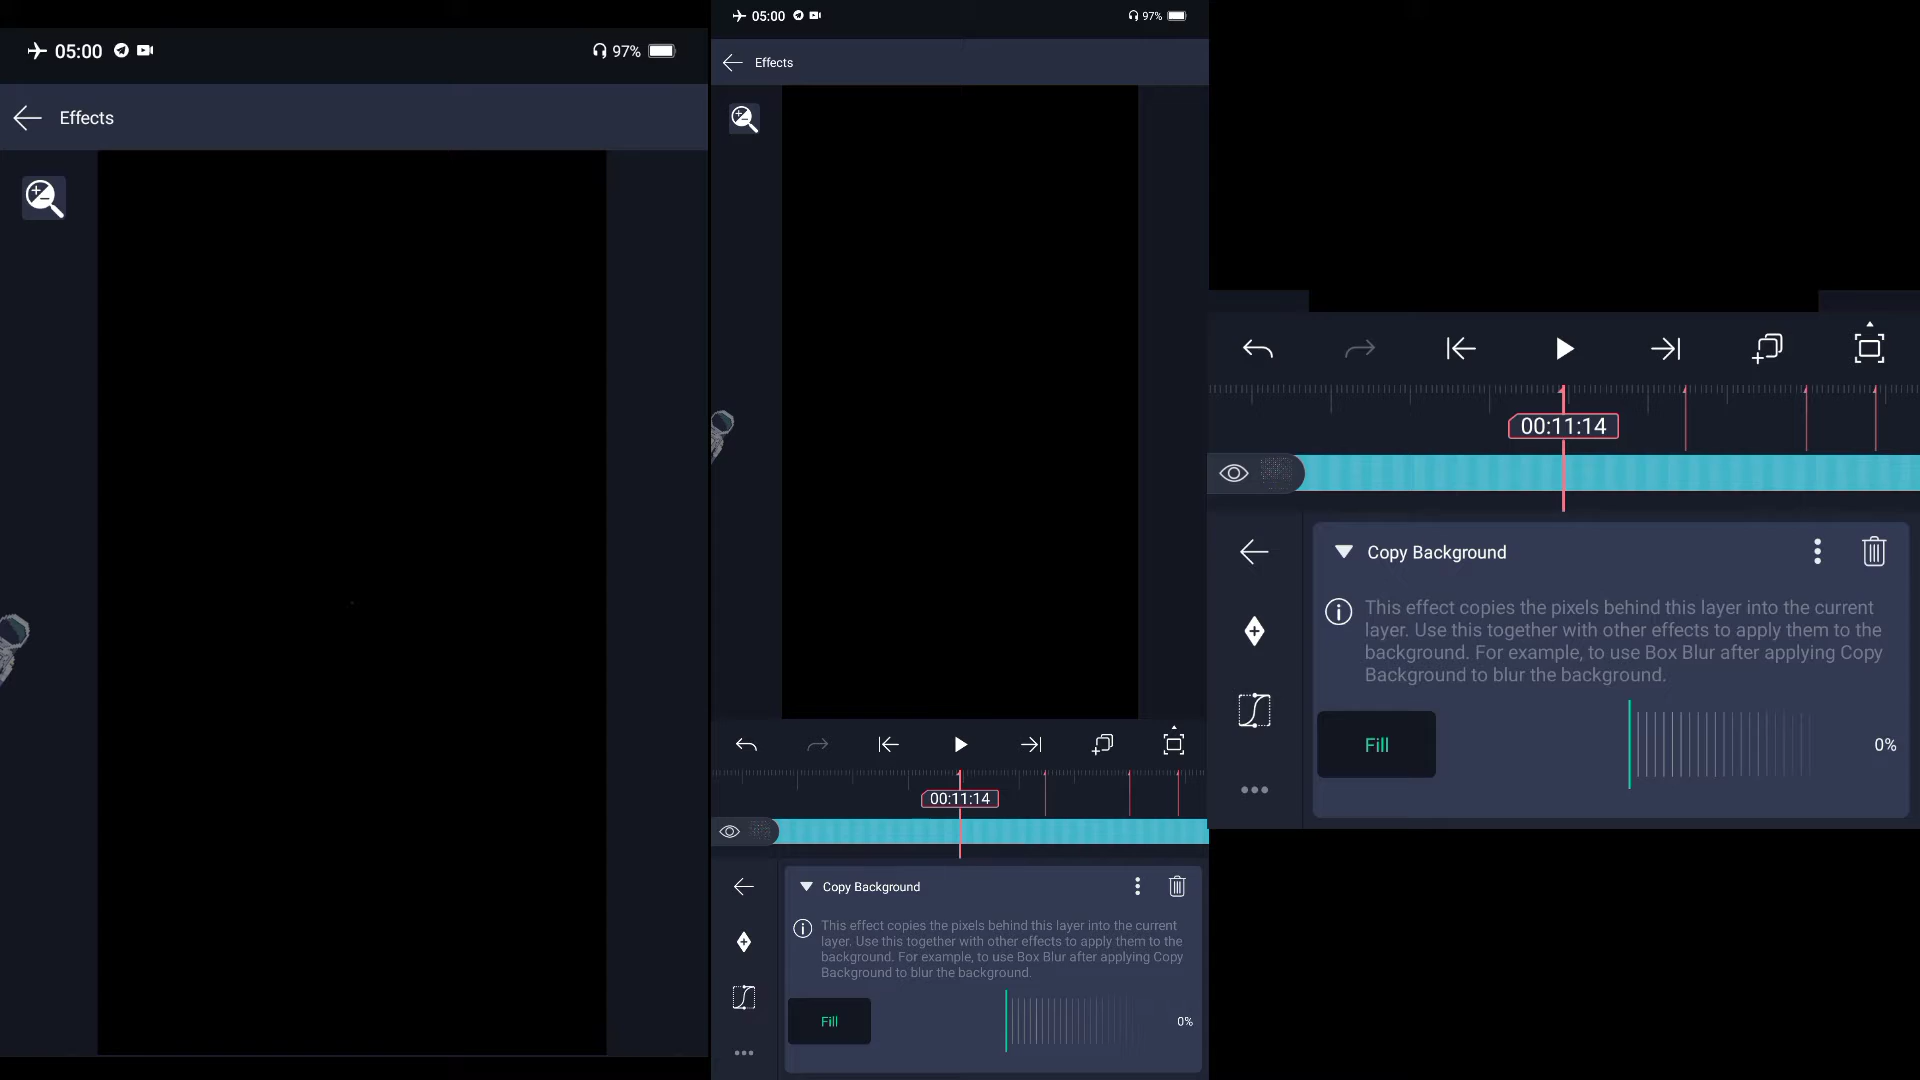 05:00
97%
Effects
05:00
97%
Effects
00:11:14
Copy Background
This effect copies the pixels behind this layer into the current
layer. Use this together with other effects to apply them to the
background. For example, to use Box Blur after applying Copy
Background to blur the background.
Fill
0%
00:11:14
Copy Background
This effect copies the pixels behind this layer into the current
layer. Use this together with other effects to apply them to the
background. For example, to use Box Blur after applying Copy
Background to blur the background.
Fill
0%